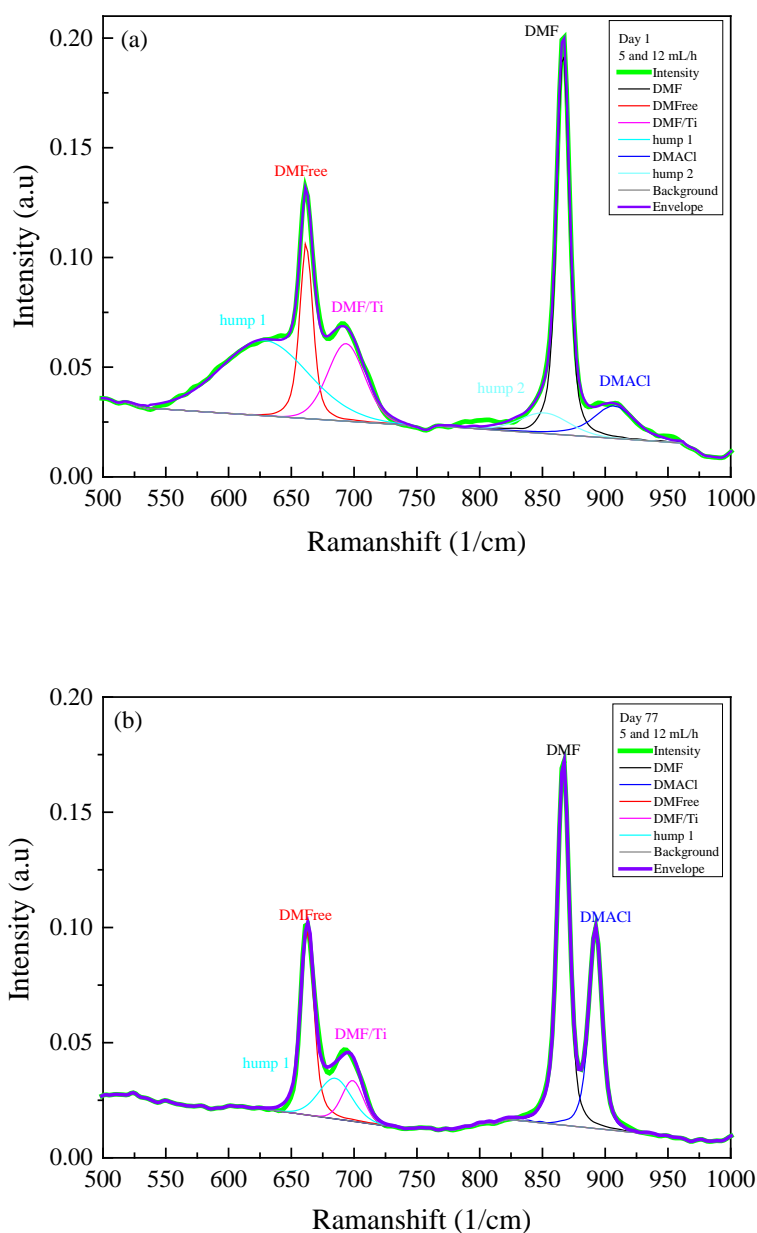 (a)
DMF
Day 1
5 and 12 mL/h
Intensity
DMF
DMFree
DMF/Ti
hump 1
DMACl
hump 2
Background
Envelope
DMFree
DMF/Ti
hump 1
hump 2
DMACl
0.20
0.15
0.10
0.05
0.00
Intensity (a.u)
500 550 600 650 700 750 800 850 900 950 1000
Ramanshift (1/cm)
(b)
DMF
Day 77
5 and 12 mL/h
Intensity
DMF
DMACl
DMFree
DMF/Ti
hump 1
Background
Envelope
DMFree
DMACl
DMF/Ti
hump 1
0.20
0.15
0.10
0.05
0.00
Intensity (a.u)
500 550 600 650 700 750 800 850 900 950 1000
Ramanshift (1/cm)